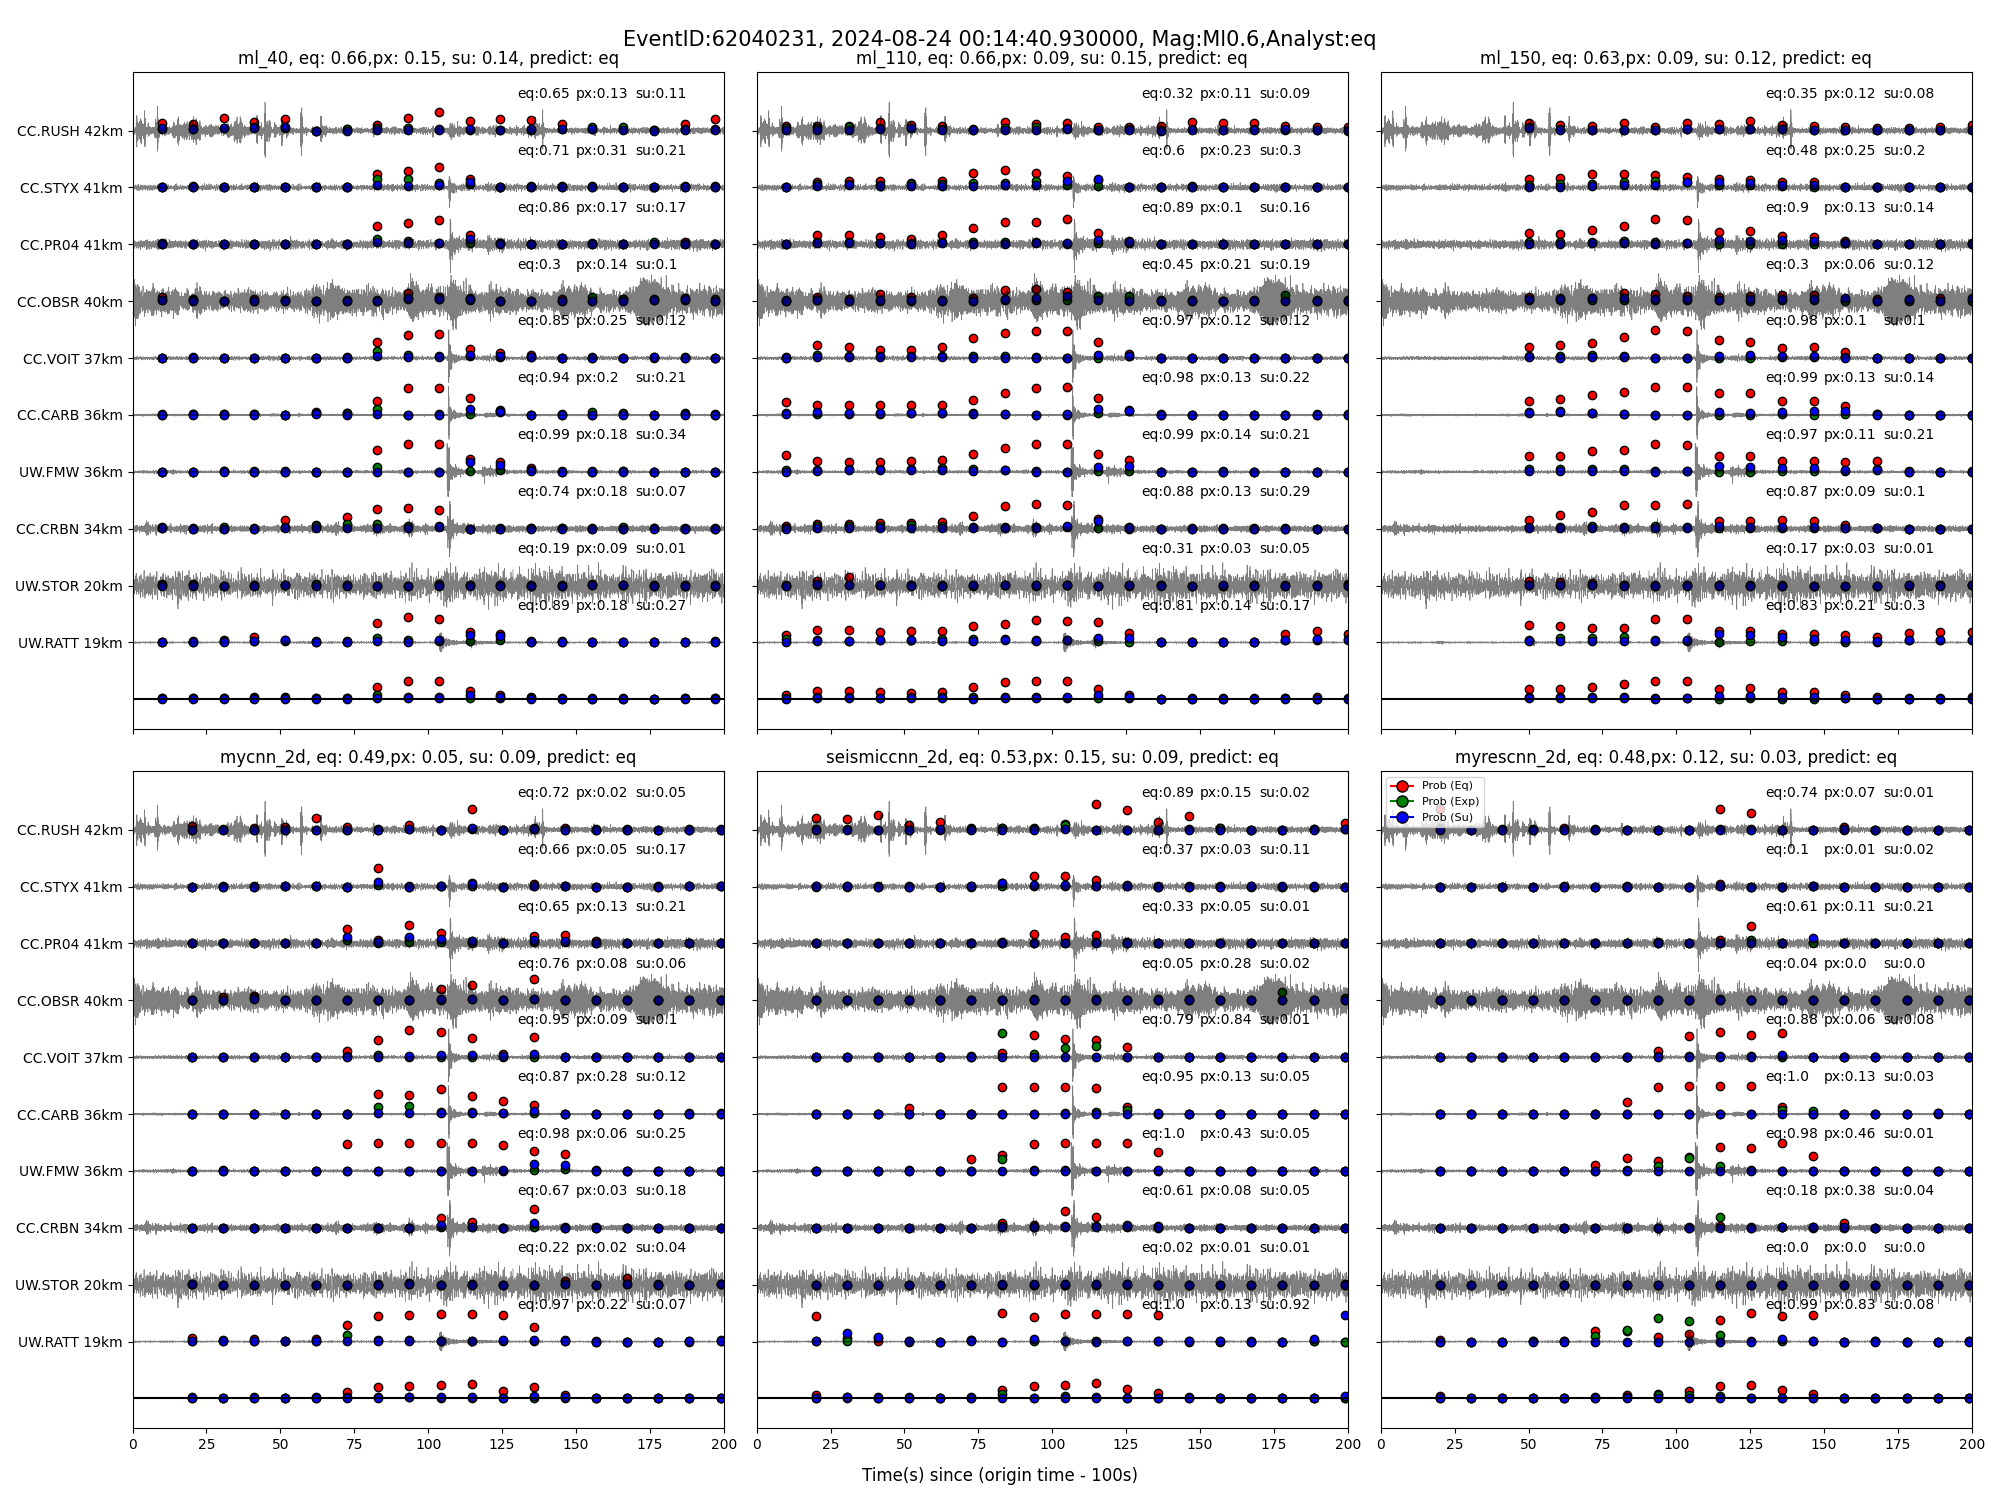 EventID:62040231, 2024-08-24 00:14:40.930000, Mag:Ml0.6,Analyst:eq
ml_40, eq: 0.66,px: 0.15, su: 0.14, predict: eq
CC.RUSH 42km
eq:0.65 px:0.13 su:0.11
CC.STYX 41km
eq:0.71 px:0.31 su:0.21
CC.PR04 41km
eq:0.86 px:0.17 su:0.17
CC.OBSR 40km
eq:0.3 px:0.14 su:0.1
CC.VOIT 37km
eq:0.85 px:0.25 su:0.12
CC.CARB 36km
eq:0.94 px:0.2 su:0.21
UW.FMW 36km
eq:0.99 px:0.18 su:0.34
CC.CRBN 34km
eq:0.74 px:0.18 su:0.07
UW.STOR 20km
eq:0.19 px:0.09 su:0.01
UW.RATT 19km
eq:0.89 px:0.18 su:0.27
ml_110, eq: 0.66,px: 0.09, su: 0.15, predict: eq
eq:0.32 px:0.11 su:0.09
eq:0.6 px:0.23 su:0.3
eq:0.89 px:0.1 su:0.16
eq:0.45 px:0.21 su:0.19
eq:0.97 px:0.12 su:0.12
eq:0.98 px:0.13 su:0.22
eq:0.99 px:0.14 su:0.21
eq:0.88 px:0.13 su:0.29
eq:0.31 px:0.03 su:0.05
eq:0.81 px:0.14 su:0.17
ml_150, eq: 0.63,px: 0.09, su: 0.12, predict: eq
eq:0.35 px:0.12 su:0.08
eq:0.48 px:0.25 su:0.2
eq:0.9 px:0.13 su:0.14
eq:0.3 px:0.06 su:0.12
eq:0.98 px:0.1 su:0.1
eq:0.99 px:0.13 su:0.14
eq:0.97 px:0.11 su:0.21
eq:0.87 px:0.09 su:0.1
eq:0.17 px:0.03 su:0.01
eq:0.83 px:0.21 su:0.3
mycnn_2d, eq: 0.49,px: 0.05, su: 0.09, predict: eq
CC.RUSH 42km
eq:0.72 px:0.02 su:0.05
CC.STYX 41km
eq:0.66 px:0.05 su:0.17
CC.PR04 41km
eq:0.65 px:0.13 su:0.21
CC.OBSR 40km
eq:0.76 px:0.08 su:0.06
CC.VOIT 37km
eq:0.95 px:0.09 su:0.1
CC.CARB 36km
eq:0.87 px:0.28 su:0.12
UW.FMW 36km
eq:0.98 px:0.06 su:0.25
CC.CRBN 34km
eq:0.67 px:0.03 su:0.18
UW.STOR 20km
eq:0.22 px:0.02 su:0.04
UW.RATT 19km
eq:0.97 px:0.22 su:0.07
0 25 50 75 100 125 150 175 200
seismiccnn_2d, eq: 0.53,px: 0.15, su: 0.09, predict: eq
eq:0.89 px:0.15 su:0.02
eq:0.37 px:0.03 su:0.11
eq:0.33 px:0.05 su:0.01
eq:0.05 px:0.28 su:0.02
eq:0.79 px:0.84 su:0.01
eq:0.95 px:0.13 su:0.05
eq:1.0 px:0.43 su:0.05
eq:0.61 px:0.08 su:0.05
eq:0.02 px:0.01 su:0.01
eq:1.0 px:0.13 su:0.92
0 25 50 75 100 125 150 175 200
myrescnn_2d, eq: 0.48,px: 0.12, su: 0.03, predict: eq
Prob (Eq)
Prob (Exp)
Prob (Su)
eq:0.74 px:0.07 su:0.01
eq:0.1 px:0.01 su:0.02
eq:0.61 px:0.11 su:0.21
eq:0.04 px:0.0 su:0.0
eq:0.88 px:0.06 su:0.08
eq:1.0 px:0.13 su:0.03
eq:0.98 px:0.46 su:0.01
eq:0.18 px:0.38 su:0.04
eq:0.0 px:0.0 su:0.0
eq:0.99 px:0.83 su:0.08
0 25 50 75 100 125 150 175 200
Time(s) since (origin time - 100s)